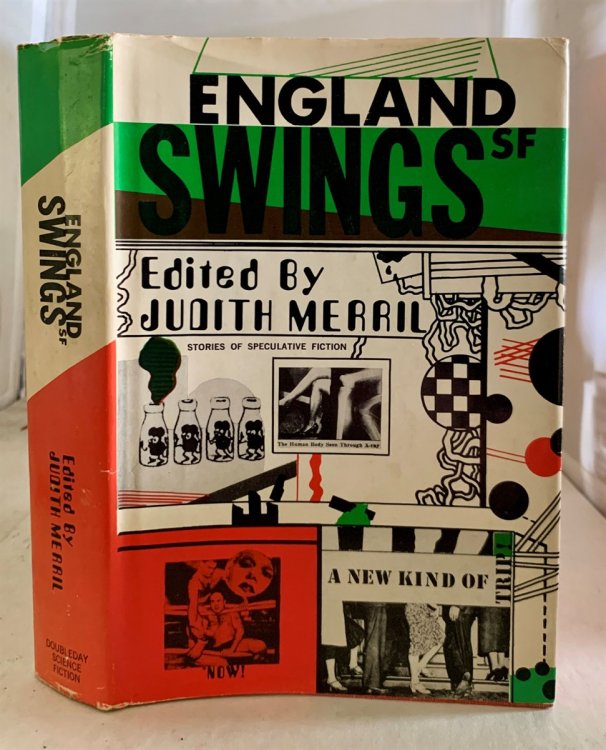 ENGLAND
SWINGS SF
Edited By
JUDITH MERRIL
STORIES OF SPECULATIVE FICTION
The Human Body Seen Through X-ray
A NEW KIND OF
TRIP!
'NOW!
ENGLAND
SWINGS SF
Edited By
JUDITH MERRIL
DOUBLEDAY
SCIENCE
FICTION